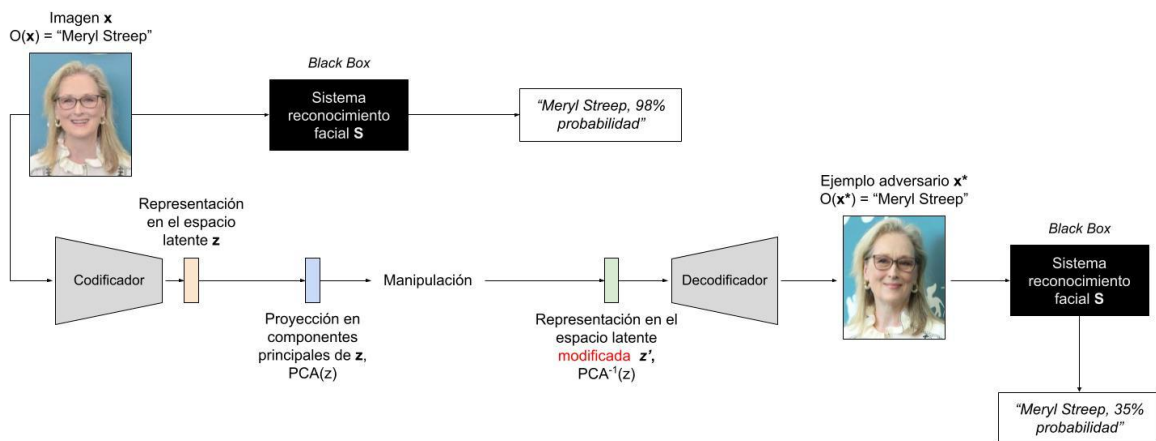 Imagen x
O(x) = “Meryl Streep”
Black Box
Sistema
reconocimiento
facial S
“Meryl Streep, 98%
probabilidad”
Representación
en el espacio
latente z
Codificador
Proyección en
componentes
principales de z,
PCA(z)
Manipulación
Representación en el
espacio latente
modificada z’,
PCA⁻¹(z)
Decodificador
Ejemplo adversario x*
O(x*) = “Meryl Streep”
Black Box
Sistema
reconocimiento
facial S
“Meryl Streep, 35%
probabilidad”